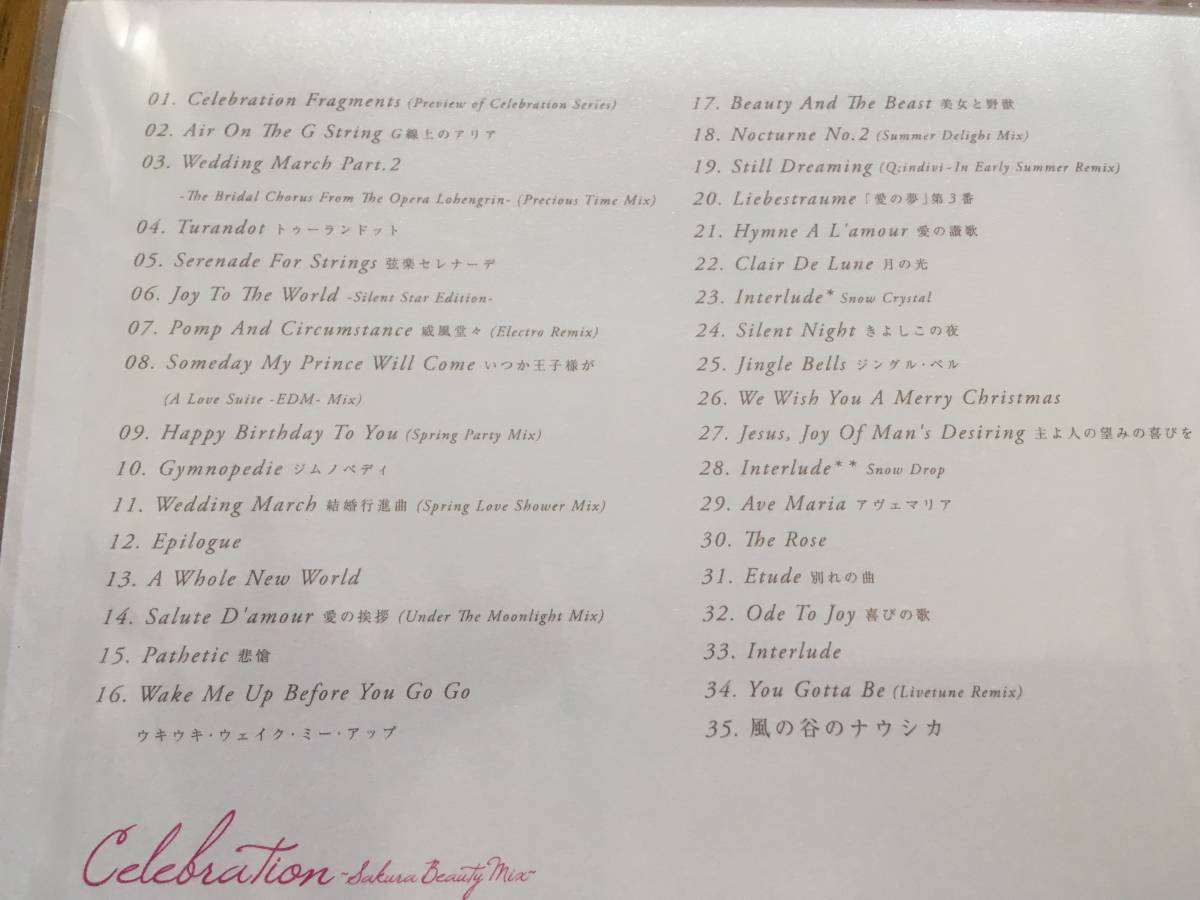 01. Celebration Fragments (Preview of Celebration Series)
02. Air On The G String G線上のアリア
03. Wedding March Part.2
-The Bridal Chorus From The Opera Lohengrin- (Precious Time Mix)
04. Turandot トゥーランドット
05. Serenade For Strings 弦楽セレナーデ
06. Joy To The World -Silent Star Edition-
07. Pomp And Circumstance 威風堂々 (Electro Remix)
08. Someday My Prince Will Come いつか王子様が
(A Love Suite -EDM- Mix)
09. Happy Birthday To You (Spring Party Mix)
10. Gymnopedie ジムノペディ
11. Wedding March 結婚行進曲 (Spring Love Shower Mix)
12. Epilogue
13. A Whole New World
14. Salute D'amour 愛の挨拶 (Under The Moonlight Mix)
15. Pathetic 悲愴
16. Wake Me Up Before You Go Go
ウキウキ・ウェイク・ミー・アップ
17. Beauty And The Beast 美女と野獣
18. Nocturne No.2 (Summer Delight Mix)
19. Still Dreaming (Q;indivi-In Early Summer Remix)
20. Liebestraume 「愛の夢」第3番
21. Hymne A L'amour 愛の讃歌
22. Clair De Lune 月の光
23. Interlude* Snow Crystal
24. Silent Night きよしこの夜
25. Jingle Bells ジングル・ベル
26. We Wish You A Merry Christmas
27. Jesus, Joy Of Man's Desiring 主よ人の望みの喜びを
28. Interlude** Snow Drop
29. Ave Maria アヴェマリア
30. The Rose
31. Etude 別れの曲
32. Ode To Joy 喜びの歌
33. Interlude
34. You Gotta Be (Livetune Remix)
35. 風の谷のナウシカ
Celebration ~Sakura Beauty Mix~